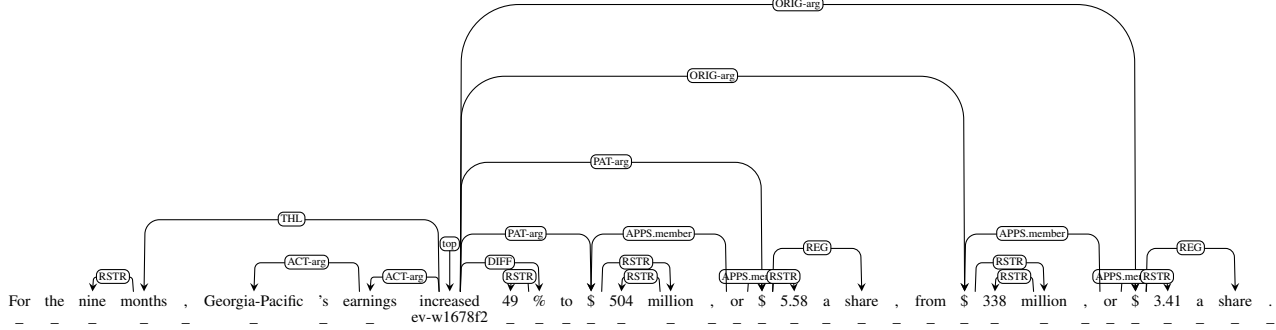 ORIG-arg
ORIG-arg
PAT-arg
THL
top PAT-arg APPS.member APPS.member
REG REG
ACT-arg DIFF RSTR RSTR
RSTR ACT-arg RSTR RSTR RSTR RSTR RSTR
For the nine months , Georgia-Pacific 's earnings increased 49 % to $ 504 million , or $ 5.58 a share , from $ 338 million , or $ 3.41 a share .
_ _ _ _ _ _ _ _ ev-w1678f2 _ _ _ _ _ _ _ _ _ _ _ _ _ _ _ _ _ _ _ _ _ _ _ _